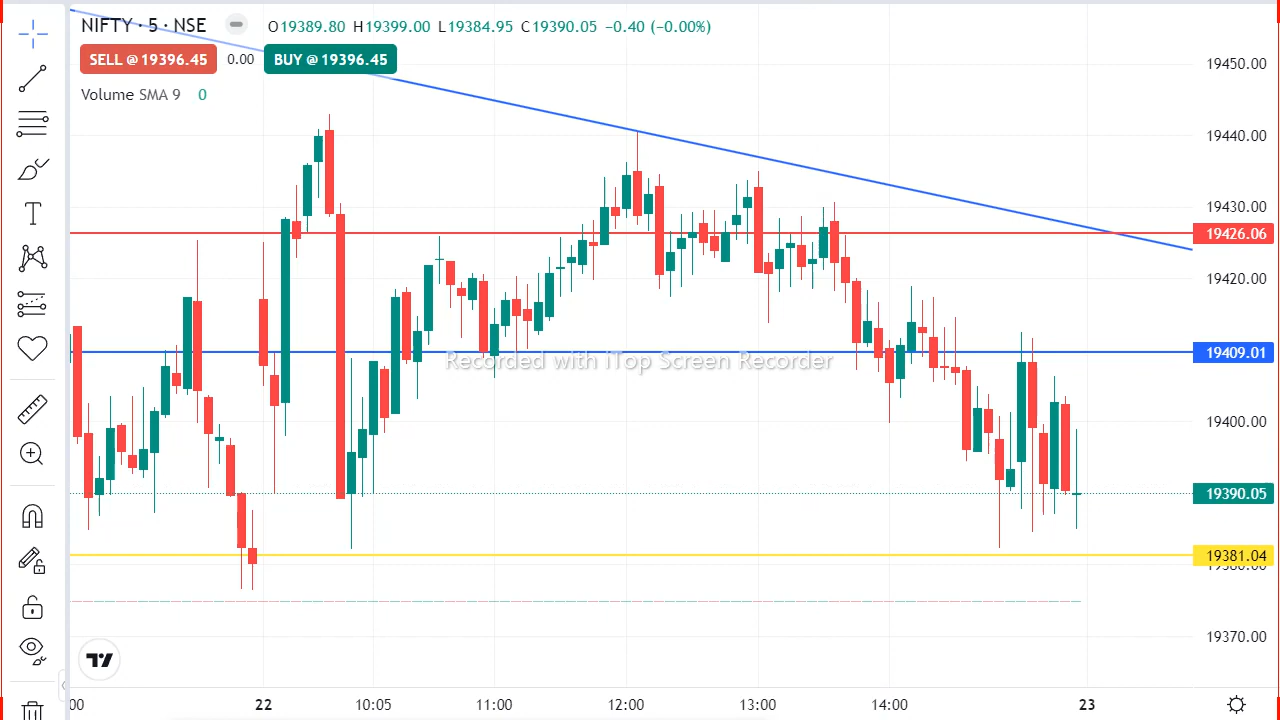 NIFTY · 5 · NSE O19389.80 H19399.00 L19384.95 C19390.05 −0.40 (−0.00%)
SELL @ 19396.45 0.00 BUY @ 19396.45
Volume SMA 9 0
19450.00
19440.00
19430.00
19426.06
19420.00
19409.01
Recorded with iTop Screen Recorder
19400.00
19390.05
19381.04
19380.00
19370.00
:00 22 10:05 11:00 12:00 13:00 14:00 23